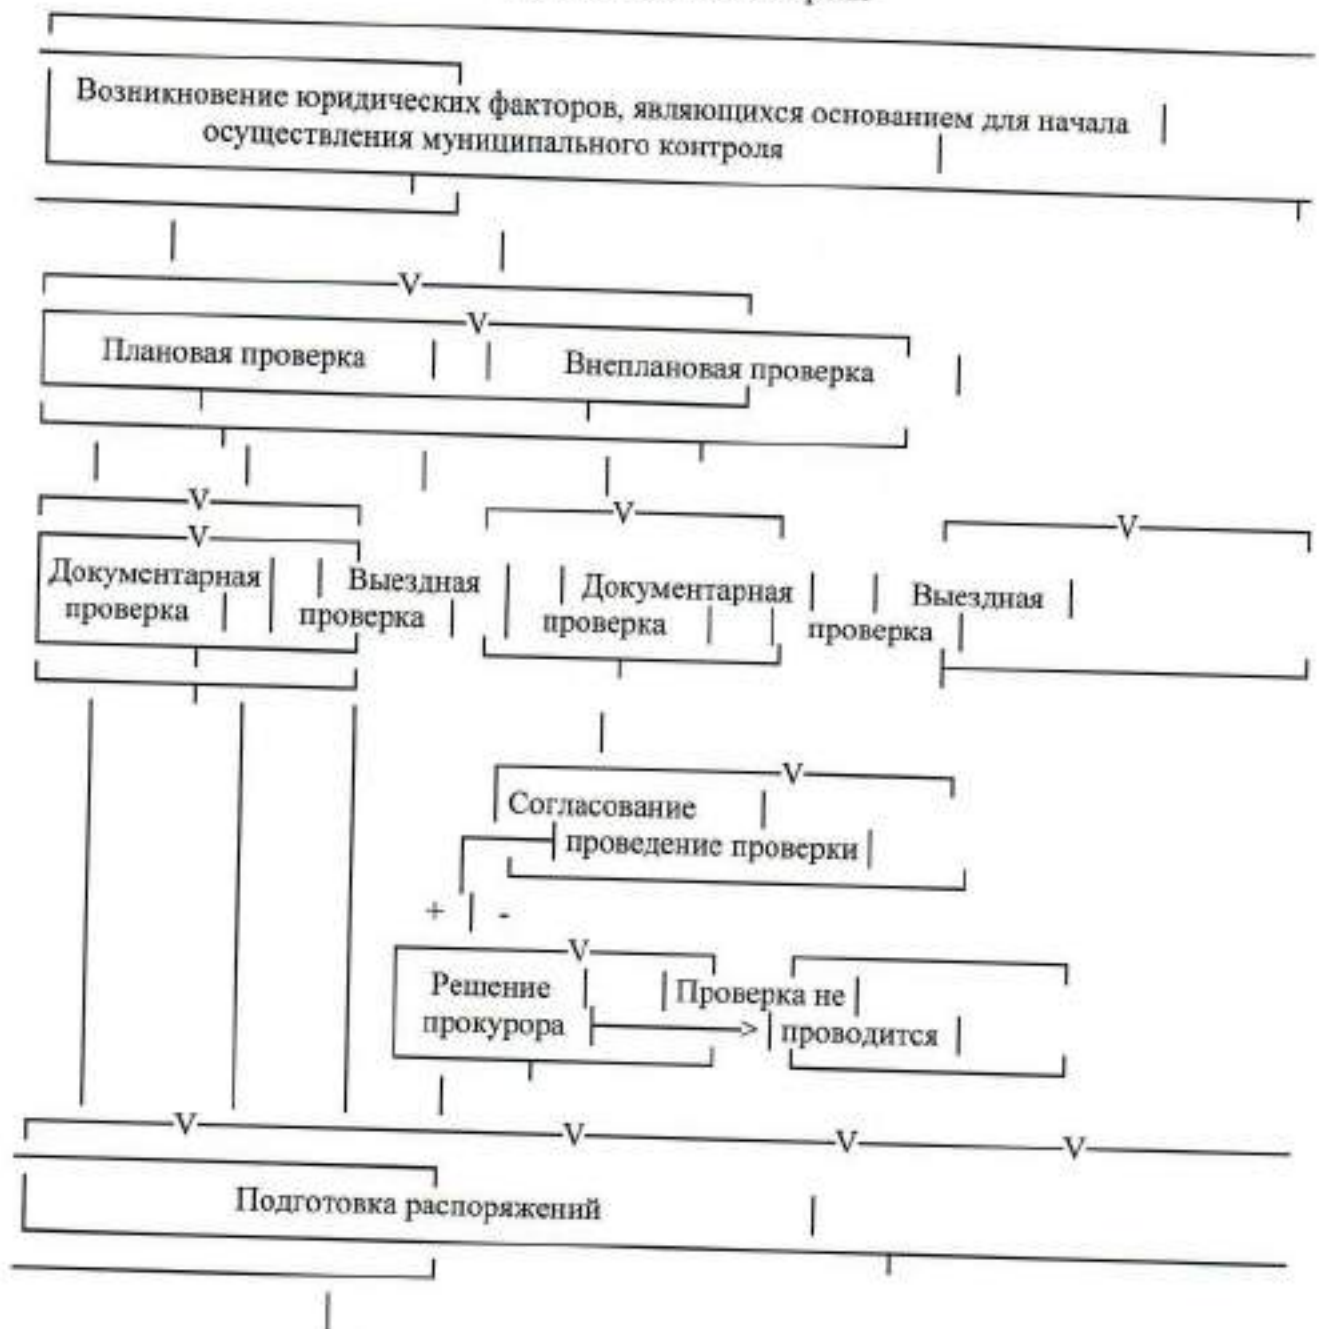 Возникновение юридических факторов, являющихся основанием для начала
осуществления муниципального контроля
Плановая проверка Внеплановая проверка
Документарная Выездная Документарная Выездная
проверка проверка проверка проверка
Согласование
проведение проверки
+ -
Решение Проверка не
прокурора проводится
Подготовка распоряжений